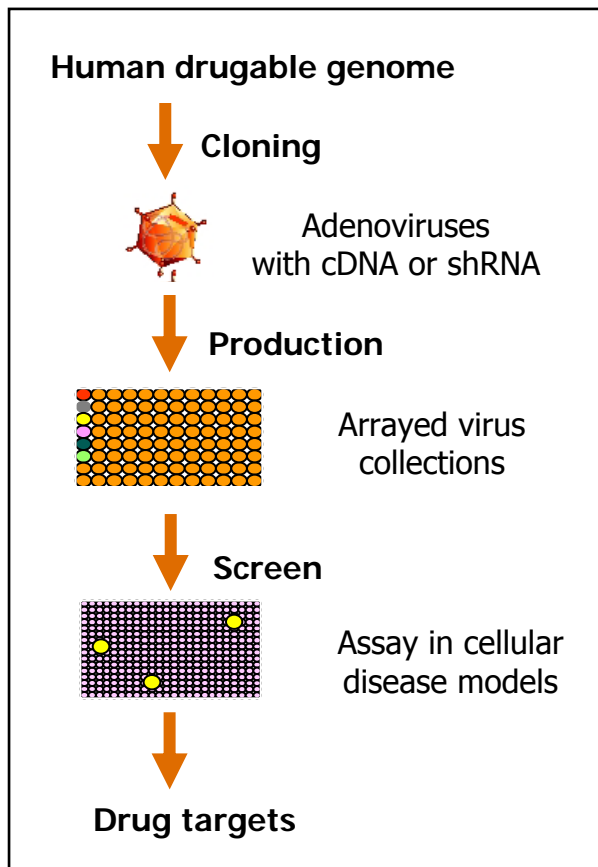 Human drugable genome
Cloning
Adenoviruses
with cDNA or shRNA
Production
Arrayed virus
collections
Screen
Assay in cellular
disease models
Drug targets